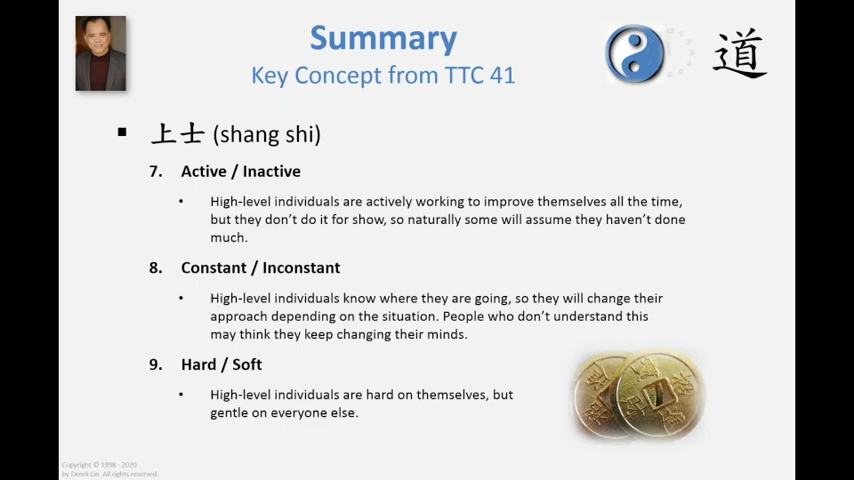 Summary
Key Concept from TTC 41
道
▪ 上士 (shang shi)
7. Active / Inactive
• High-level individuals are actively working to improve themselves all the time,
but they don't do it for show, so naturally some will assume they haven't done
much.
8. Constant / Inconstant
• High-level individuals know where they are going, so they will change their
approach depending on the situation. People who don't understand this
may think they keep changing their minds.
9. Hard / Soft
• High-level individuals are hard on themselves, but
gentle on everyone else.
Copyright © 1998 - 2020
by Derek Lin. All rights reserved.